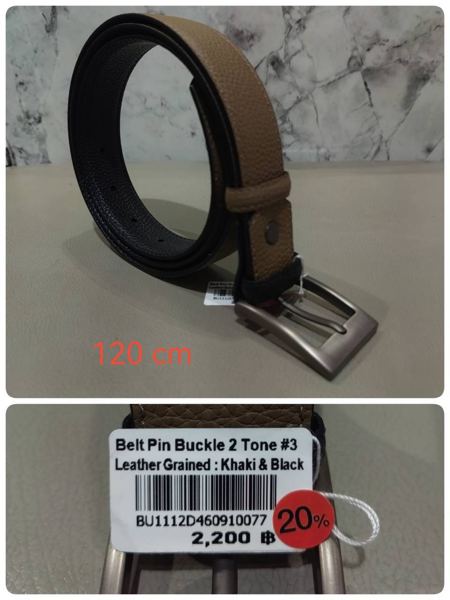 120 cm
Belt Pin Buckle 2 Tone #3
Leather Grained : Khaki & Black
BU1112D460910077
2,200 ฿
20%